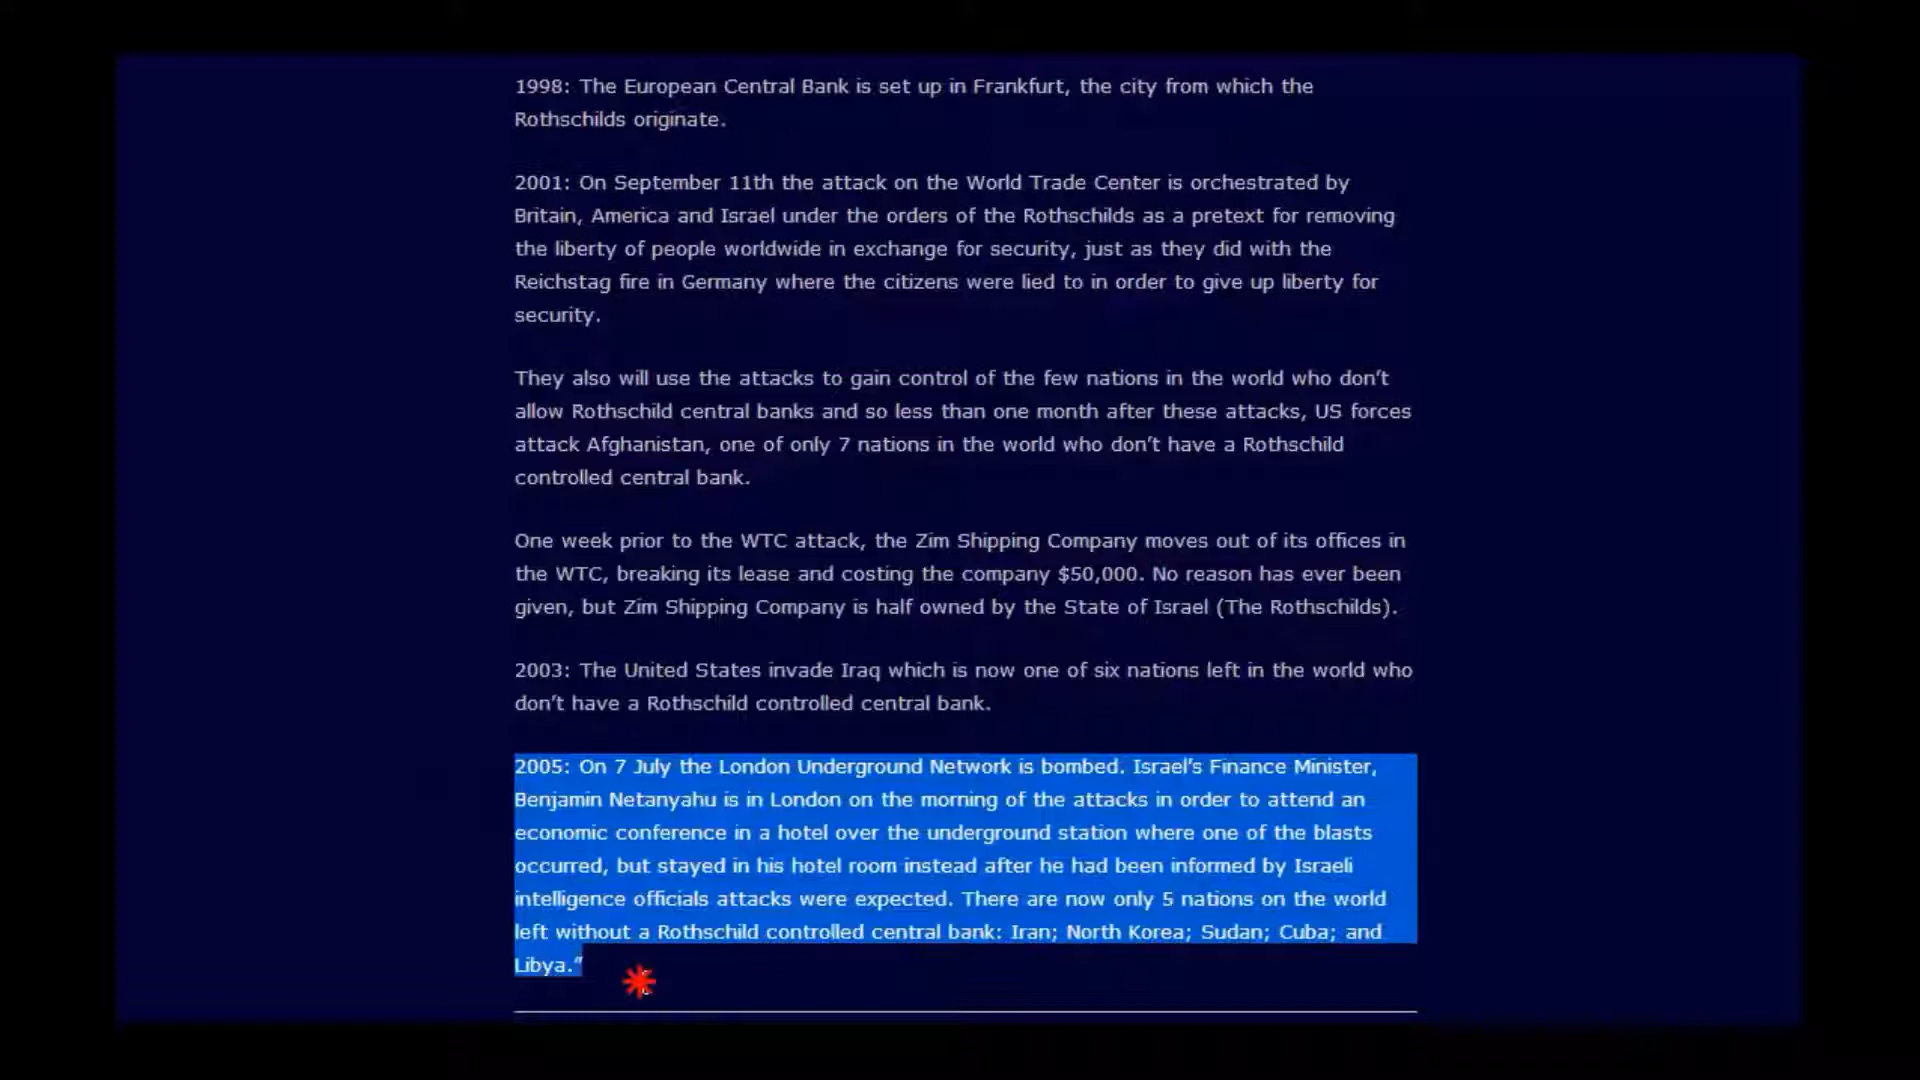 1998: The European Central Bank is set up in Frankfurt, the city from which the
Rothschilds originate.
2001: On September 11th the attack on the World Trade Center is orchestrated by
Britain, America and Israel under the orders of the Rothschilds as a pretext for removing
the liberty of people worldwide in exchange for security, just as they did with the
Reichstag fire in Germany where the citizens were lied to in order to give up liberty for
security.
They also will use the attacks to gain control of the few nations in the world who don’t
allow Rothschild central banks and so less than one month after these attacks, US forces
attack Afghanistan, one of only 7 nations in the world who don’t have a Rothschild
controlled central bank.
One week prior to the WTC attack, the Zim Shipping Company moves out of its offices in
the WTC, breaking its lease and costing the company $50,000. No reason has ever been
given, but Zim Shipping Company is half owned by the State of Israel (The Rothschilds).
2003: The United States invade Iraq which is now one of six nations left in the world who
don’t have a Rothschild controlled central bank.
2005: On 7 July the London Underground Network is bombed. Israel’s Finance Minister,
Benjamin Netanyahu is in London on the morning of the attacks in order to attend an
economic conference in a hotel over the underground station where one of the blasts
occurred, but stayed in his hotel room instead after he had been informed by Israeli
intelligence officials attacks were expected. There are now only 5 nations on the world
left without a Rothschild controlled central bank: Iran; North Korea; Sudan; Cuba; and
Libya.”